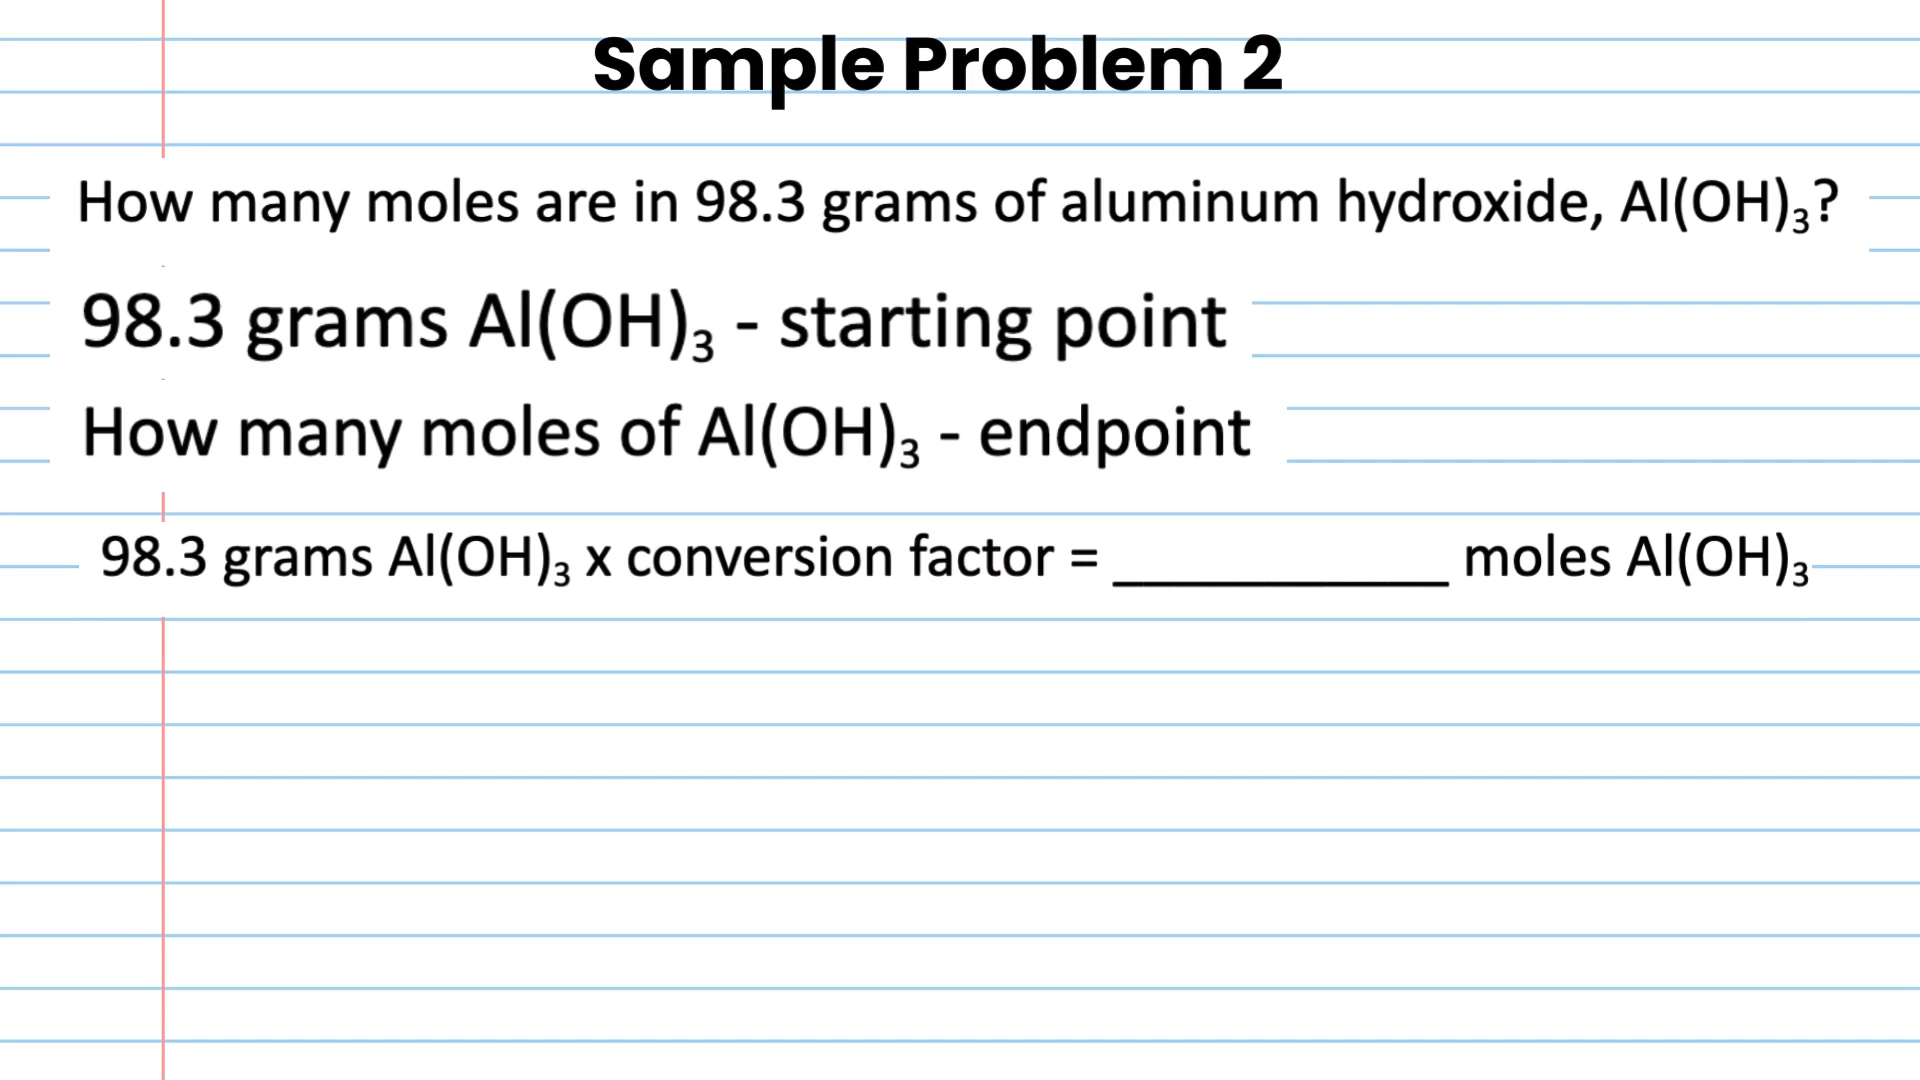 Sample Problem 2
How many moles are in 98.3 grams of aluminum hydroxide, Al(OH)₃?
98.3 grams Al(OH)₃ - starting point
How many moles of Al(OH)₃ - endpoint
98.3 grams Al(OH)₃ x conversion factor = ____________ moles Al(OH)₃